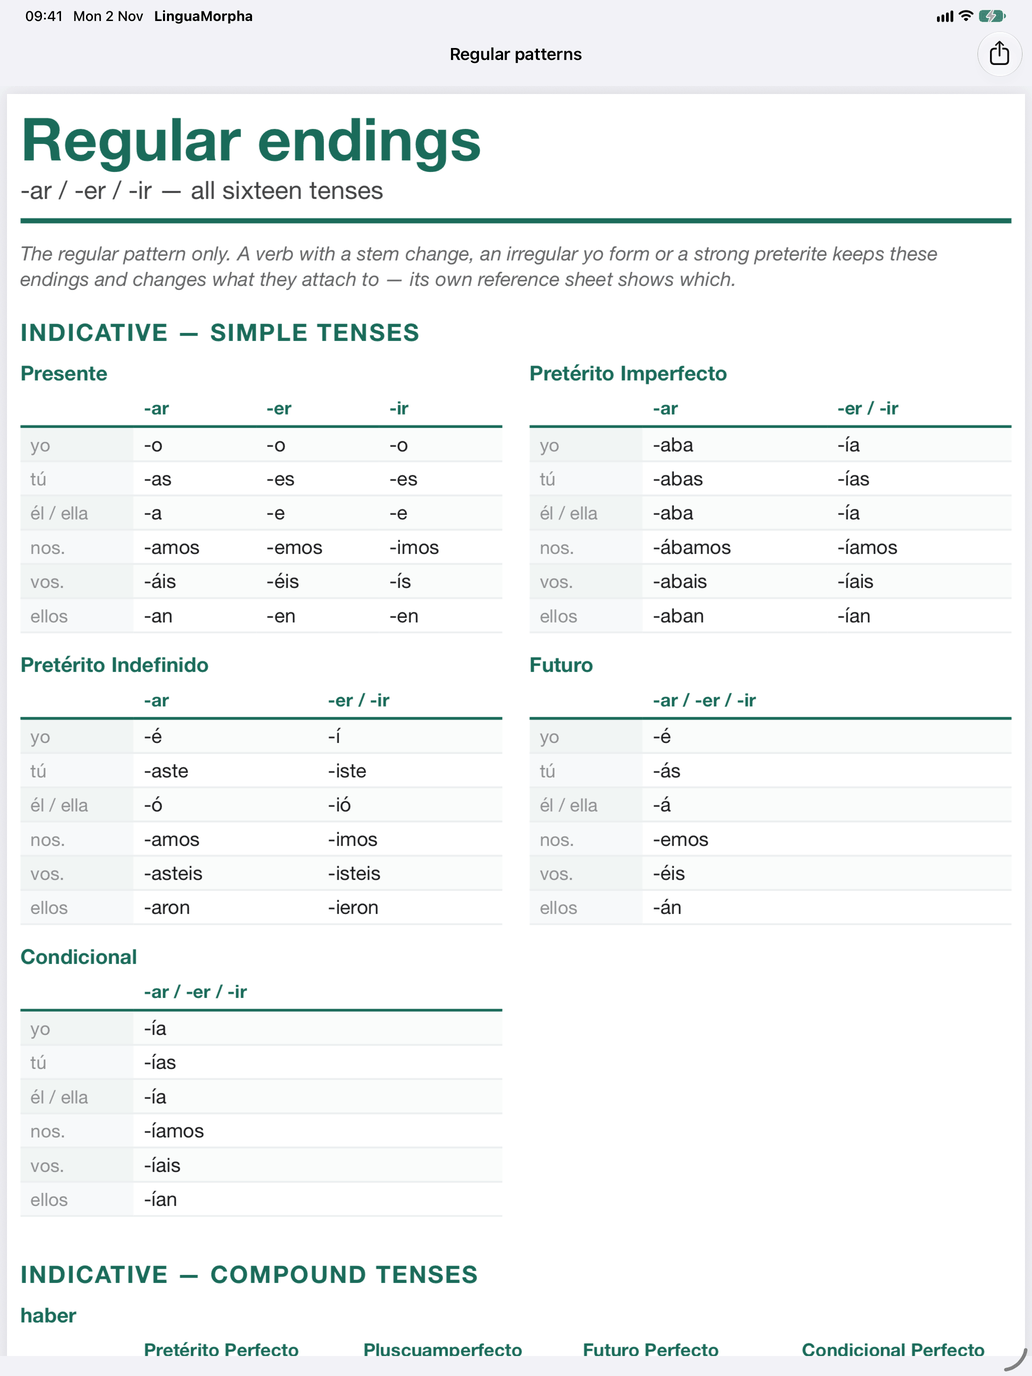 09:41 Mon 2 Nov LinguaMorpha
Regular patterns
Regular endings
-ar / -er / -ir — all sixteen tenses
The regular pattern only. A verb with a stem change, an irregular yo form or a strong preterite keeps these
endings and changes what they attach to — its own reference sheet shows which.
INDICATIVE — SIMPLE TENSES
Presente
-ar -er -ir
yo -o -o -o
tú -as -es -es
él / ella -a -e -e
nos. -amos -emos -imos
vos. -áis -éis -ís
ellos -an -en -en
Pretérito Imperfecto
-ar -er / -ir
yo -aba -ía
tú -abas -ías
él / ella -aba -ía
nos. -ábamos -íamos
vos. -abais -íais
ellos -aban -ían
Pretérito Indefinido
-ar -er / -ir
yo -é -í
tú -aste -iste
él / ella -ó -ió
nos. -amos -imos
vos. -asteis -isteis
ellos -aron -ieron
Futuro
-ar / -er / -ir
yo -é
tú -ás
él / ella -á
nos. -emos
vos. -éis
ellos -án
Condicional
-ar / -er / -ir
yo -ía
tú -ías
él / ella -ía
nos. -íamos
vos. -íais
ellos -ían
INDICATIVE — COMPOUND TENSES
haber
Pretérito Perfecto Pluscuamperfecto Futuro Perfecto Condicional Perfecto